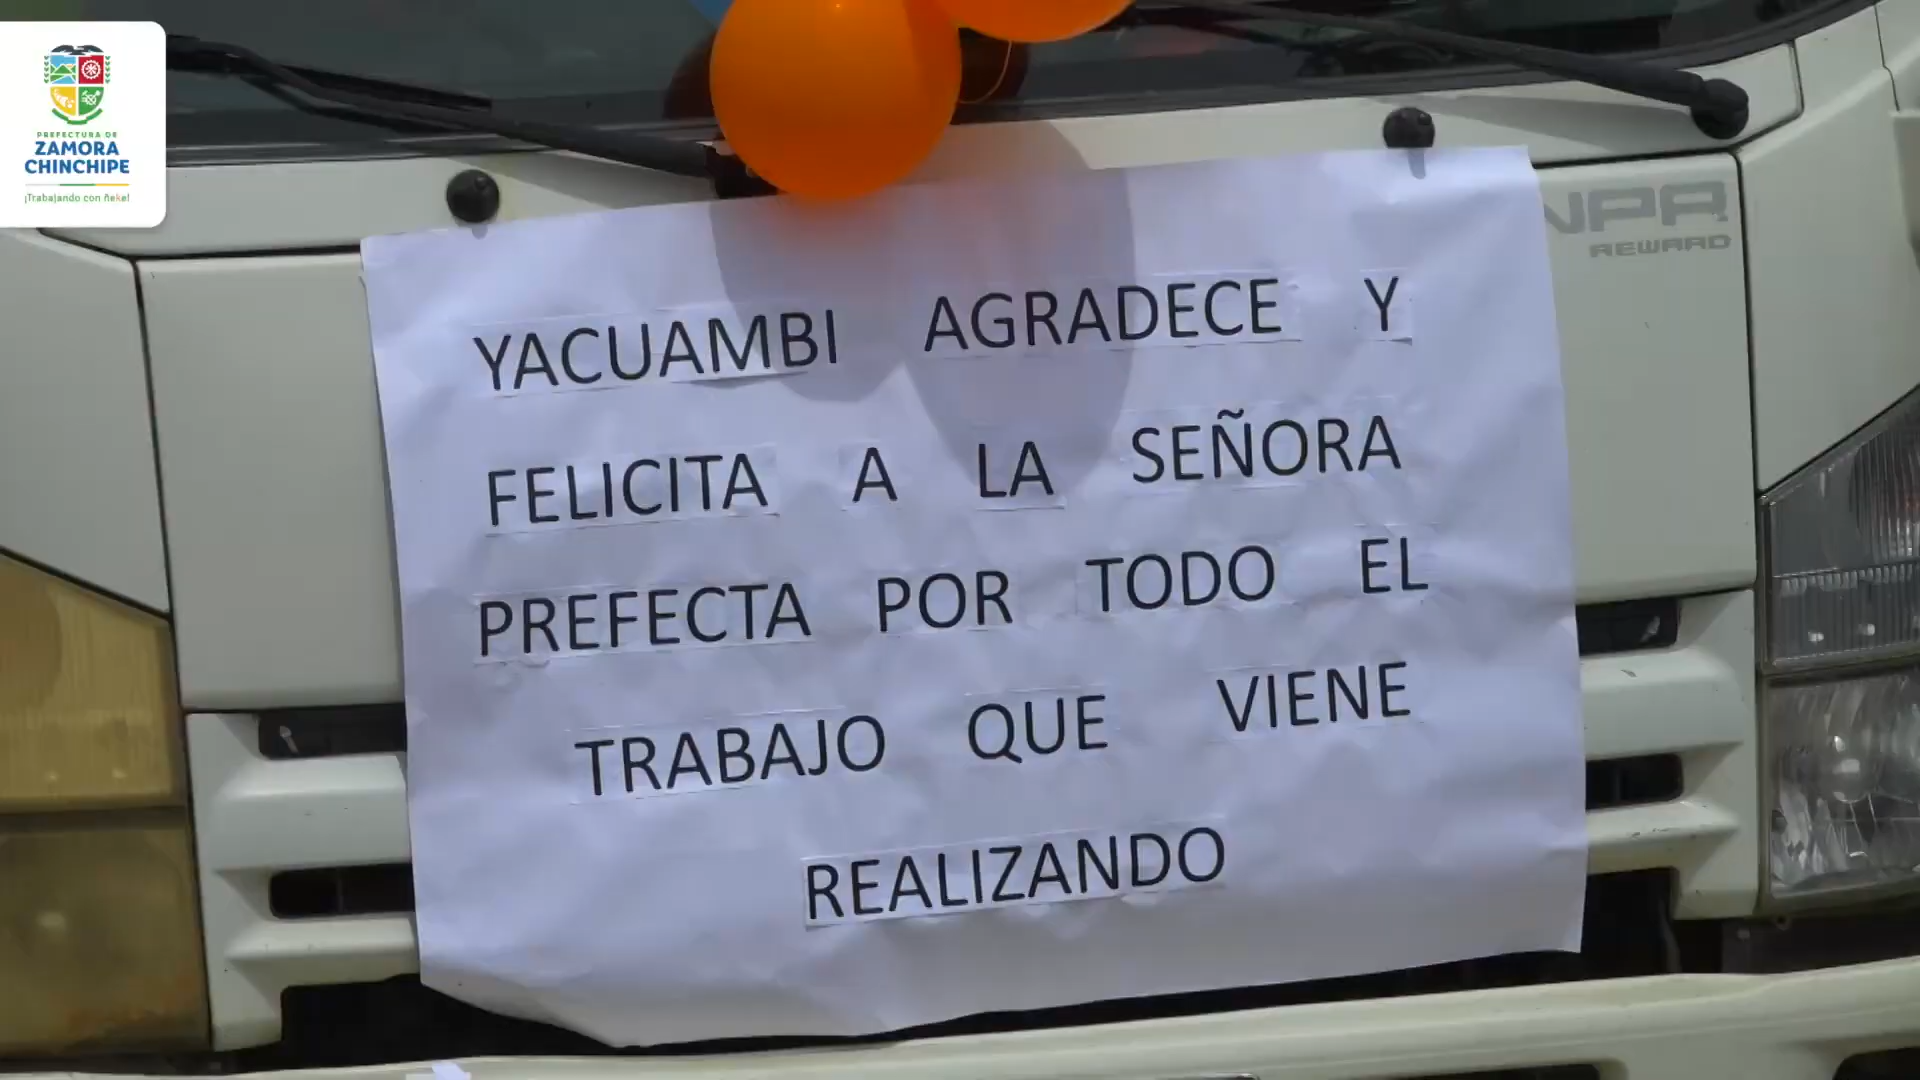 PREFECTURA DE
ZAMORA
CHINCHIPE
¡Trabajando con ñeke!
NPR
REWARD
YACUAMBI AGRADECE Y
FELICITA A LA SEÑORA
PREFECTA POR TODO EL
TRABAJO QUE VIENE
REALIZANDO